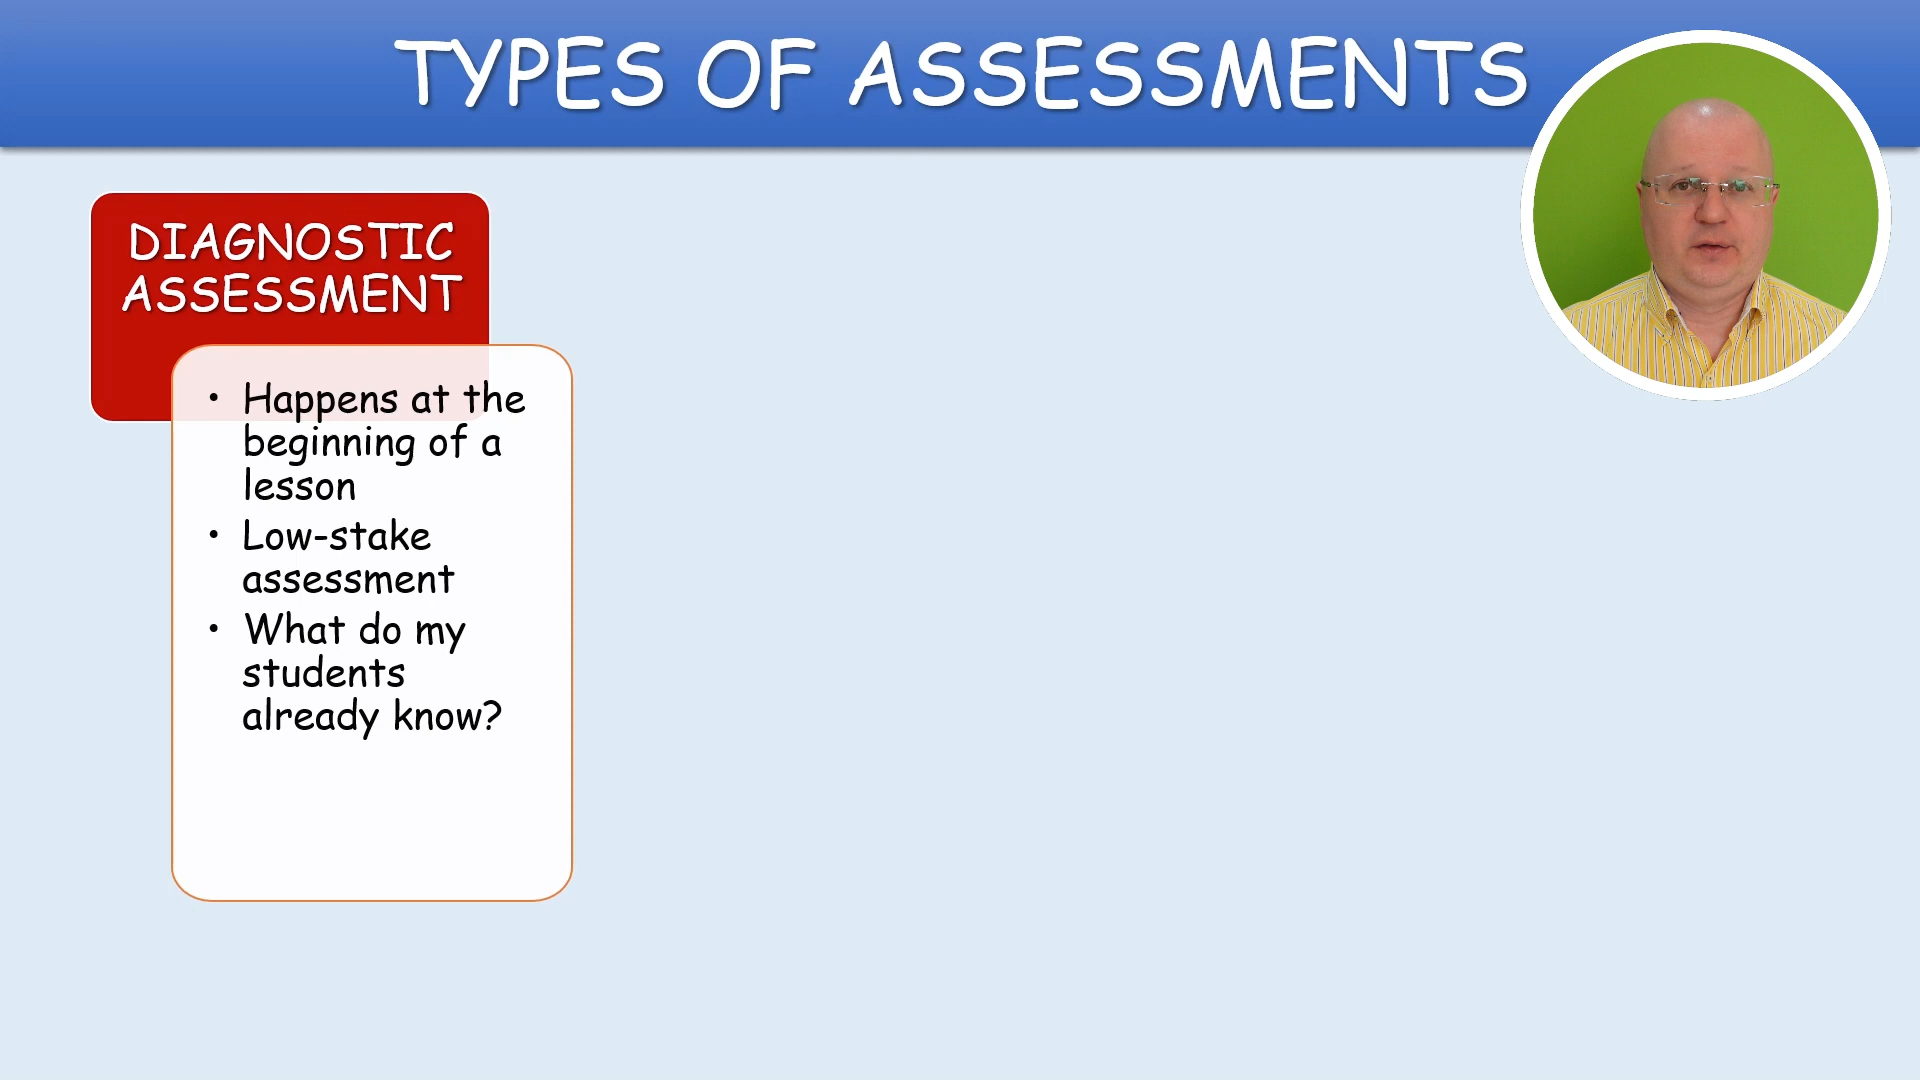 TYPES OF ASSESSMENTS
DIAGNOSTIC
ASSESSMENT
• Happens at the
beginning of a
lesson
• Low-stake
assessment
• What do my
students
already know?